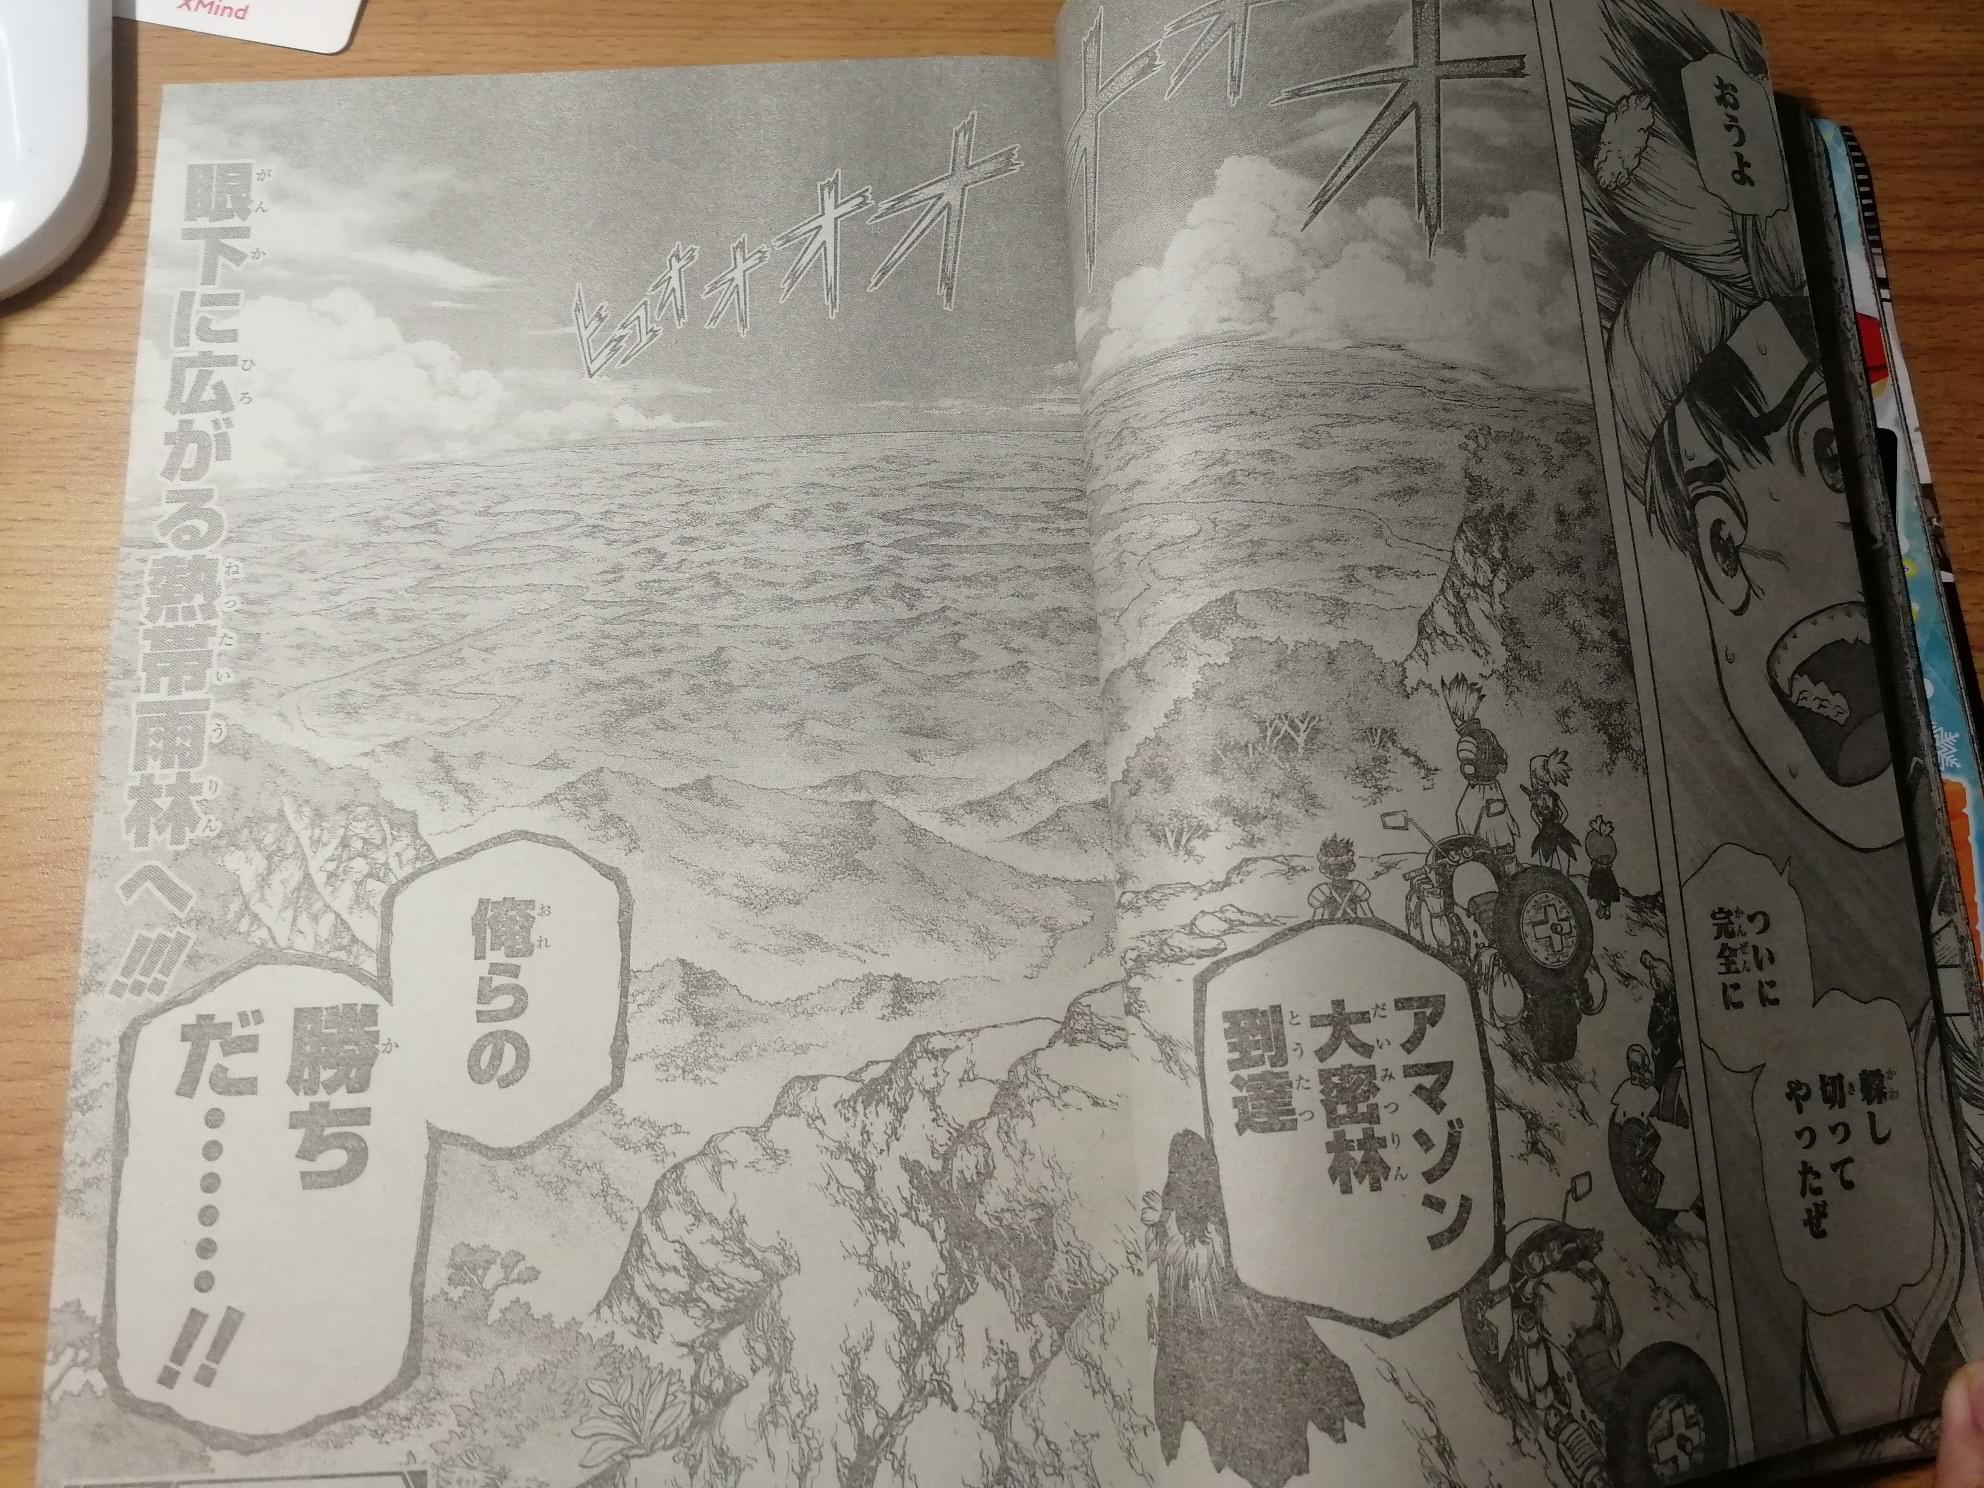 XMind
おうよ
ついに
完全に
躱し
切って
やったぜ
オオオ
オオオオュヒ
アマゾン
大密林
到達
俺らの
勝ち
だ……!!
眼下に広がる熱帯雨林へ!!!